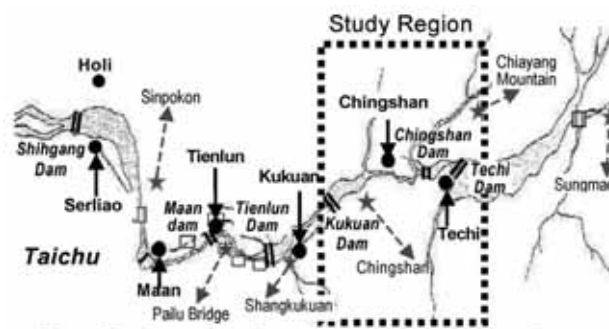 Study Region
Holi
Sinpokon
Chiayang
Mountain
Chingshan
Shihgang
Dam
Tienlun
Chingshan
Dam
Kukuan
Techi
Dam
Serliao
Maan
dam
Tienlun
Dam
Kukuan
Dam
Sungmao
Taichu
Techi
Chingshan
Maan
Shangkukuan
Pailu Bridge